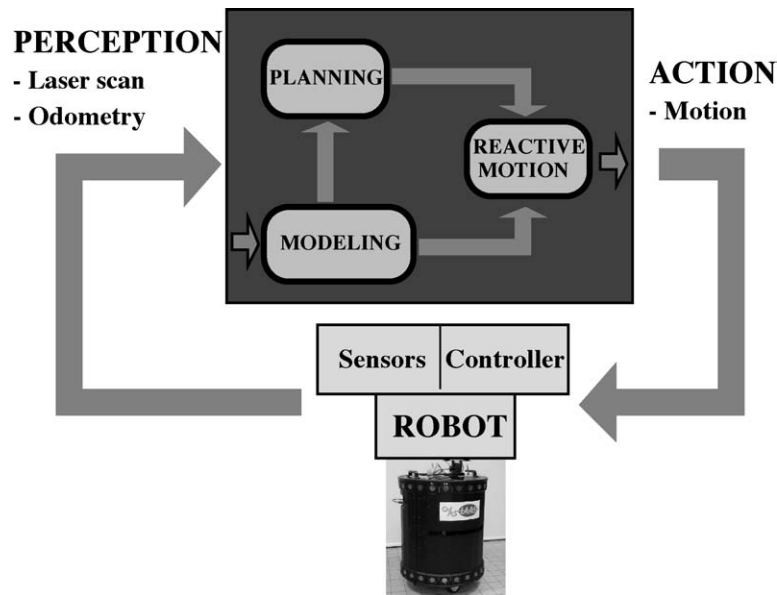 PERCEPTION
- Laser scan
- Odometry
PLANNING
REACTIVE
MOTION
MODELING
ACTION
- Motion
Sensors
Controller
ROBOT